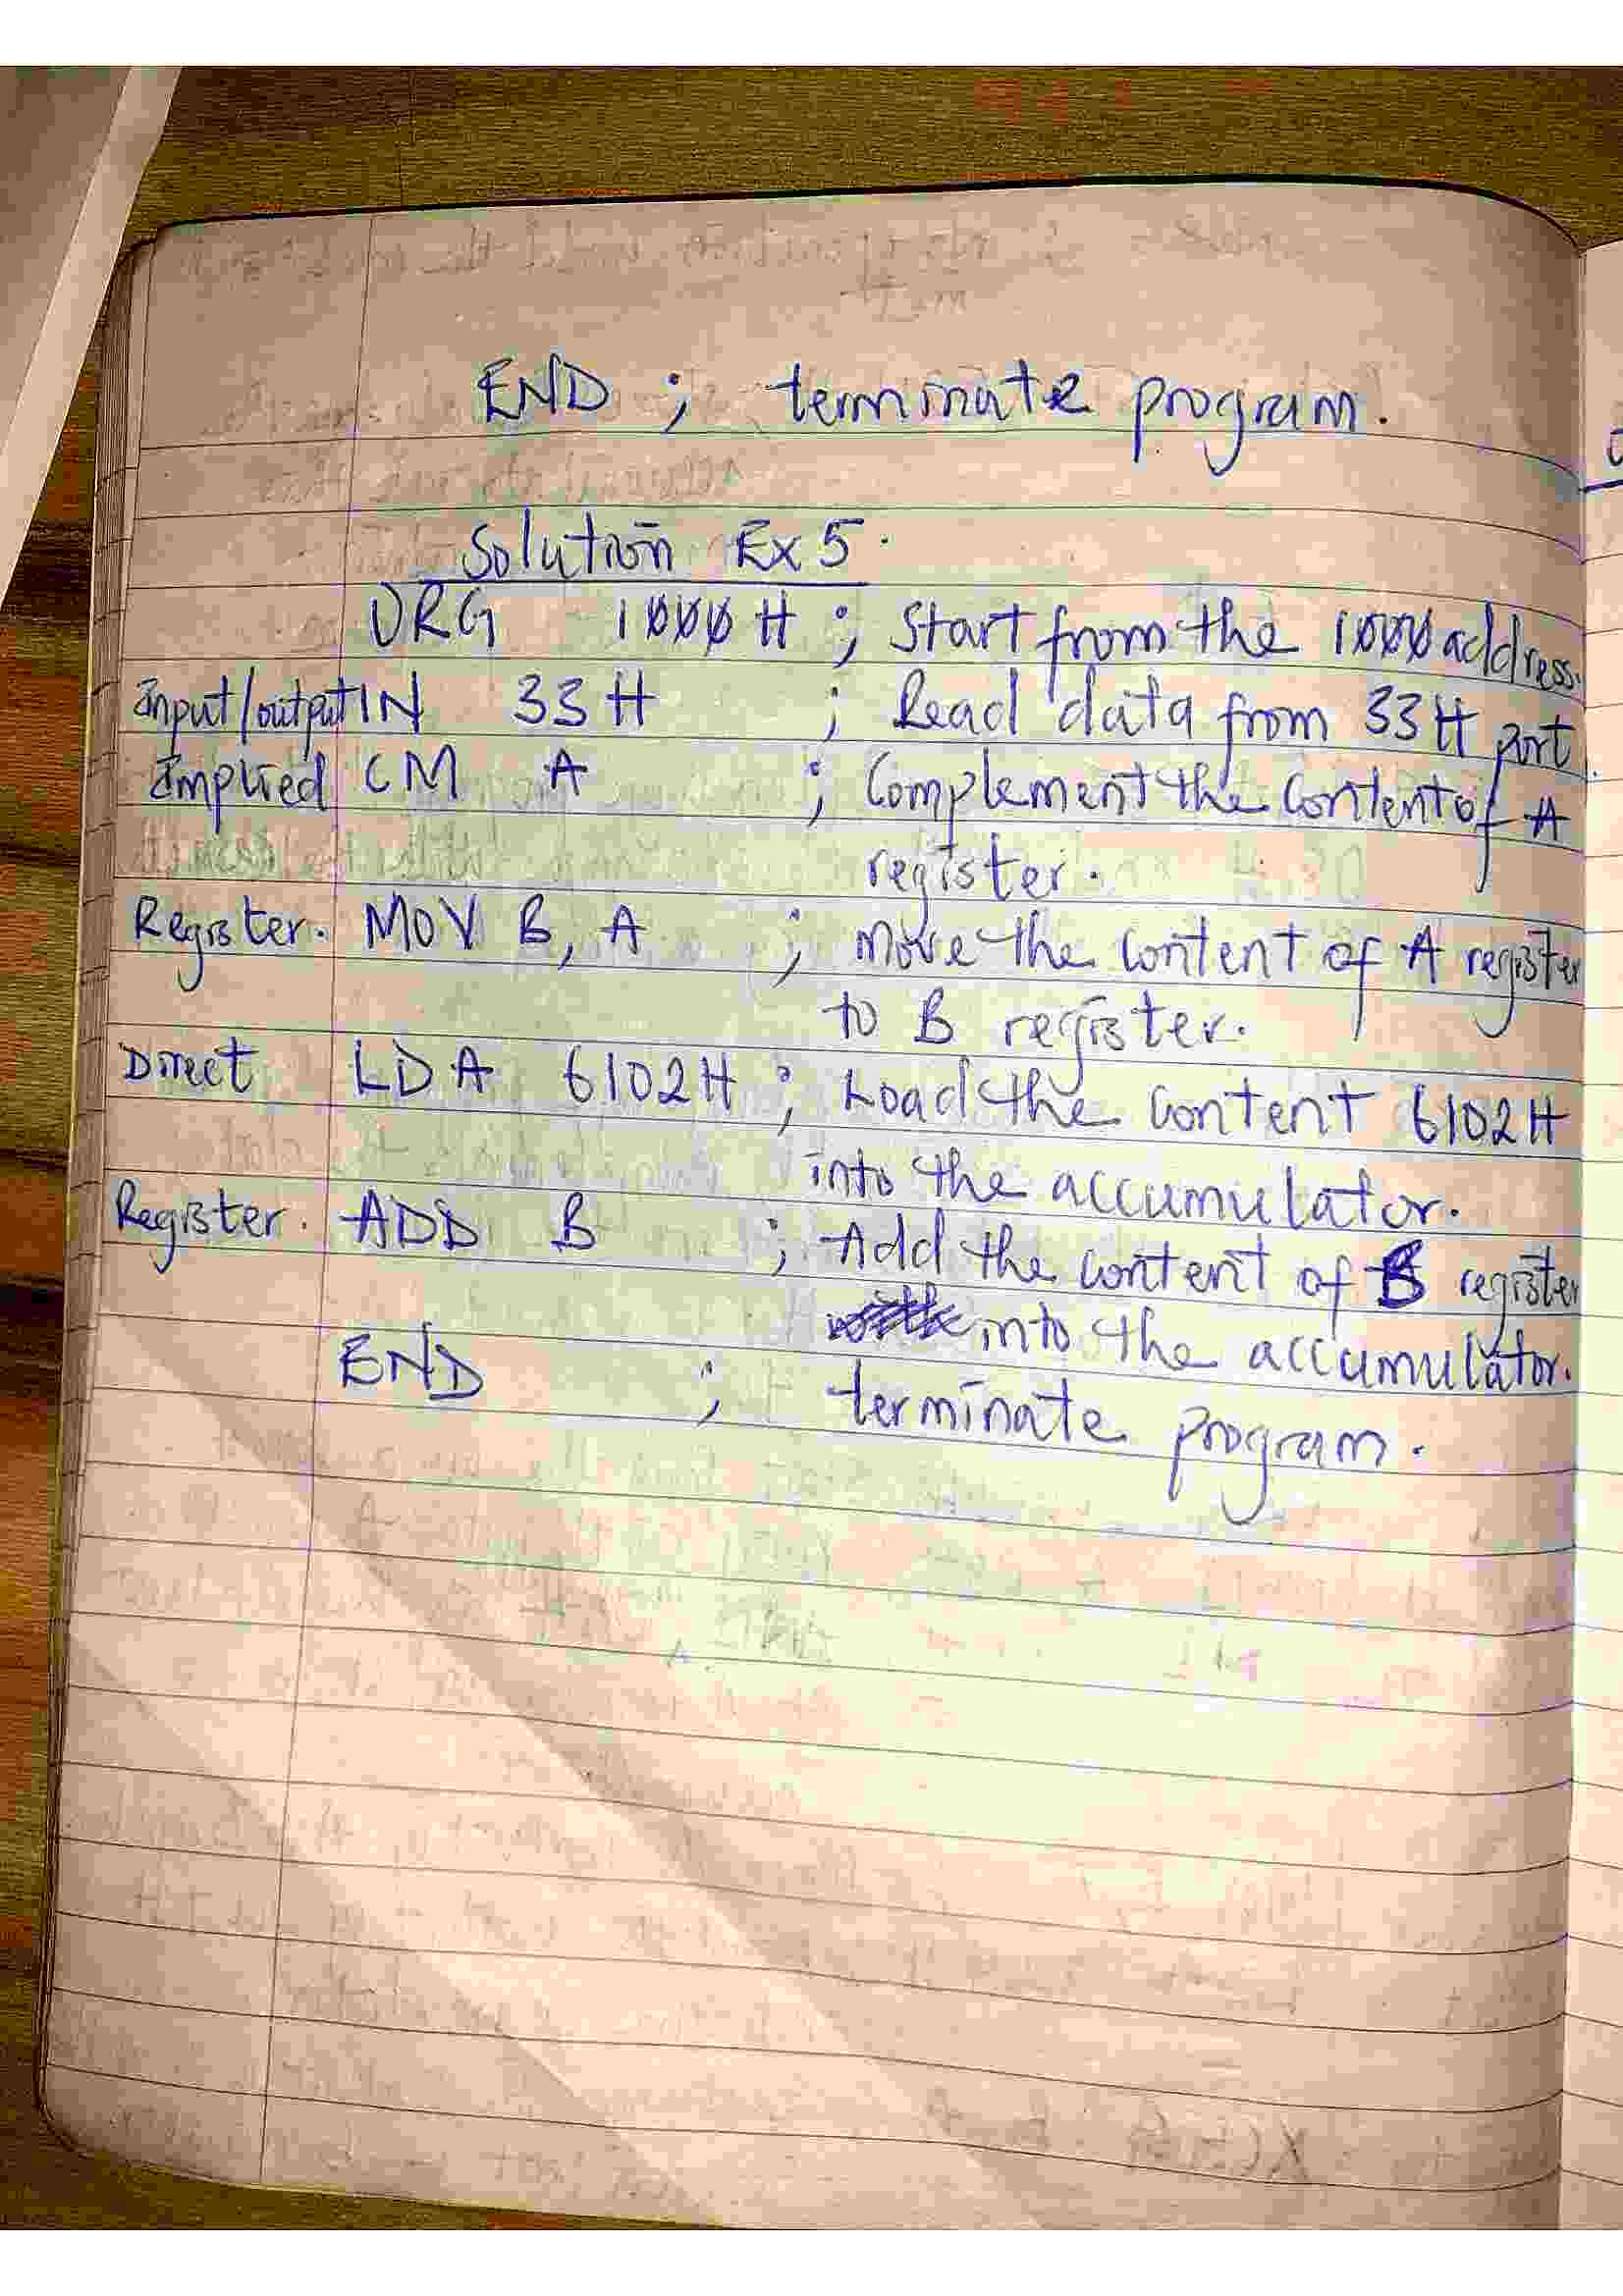 END ; terminate program.
Solution Ex 5.
ORG 1000 H ; Start from the 1000 address.
Input/output IN 33 H ; Read data from 33H port.
Implied CM A ; Complement the content of A
register.
Register. MOV B, A ; Move the content of A register
to B register.
Direct LDA 6102H ; Load the content 6102H
into the accumulator.
Register. ADD B ; Add the content of B register
into the accumulator.
END ; terminate program.